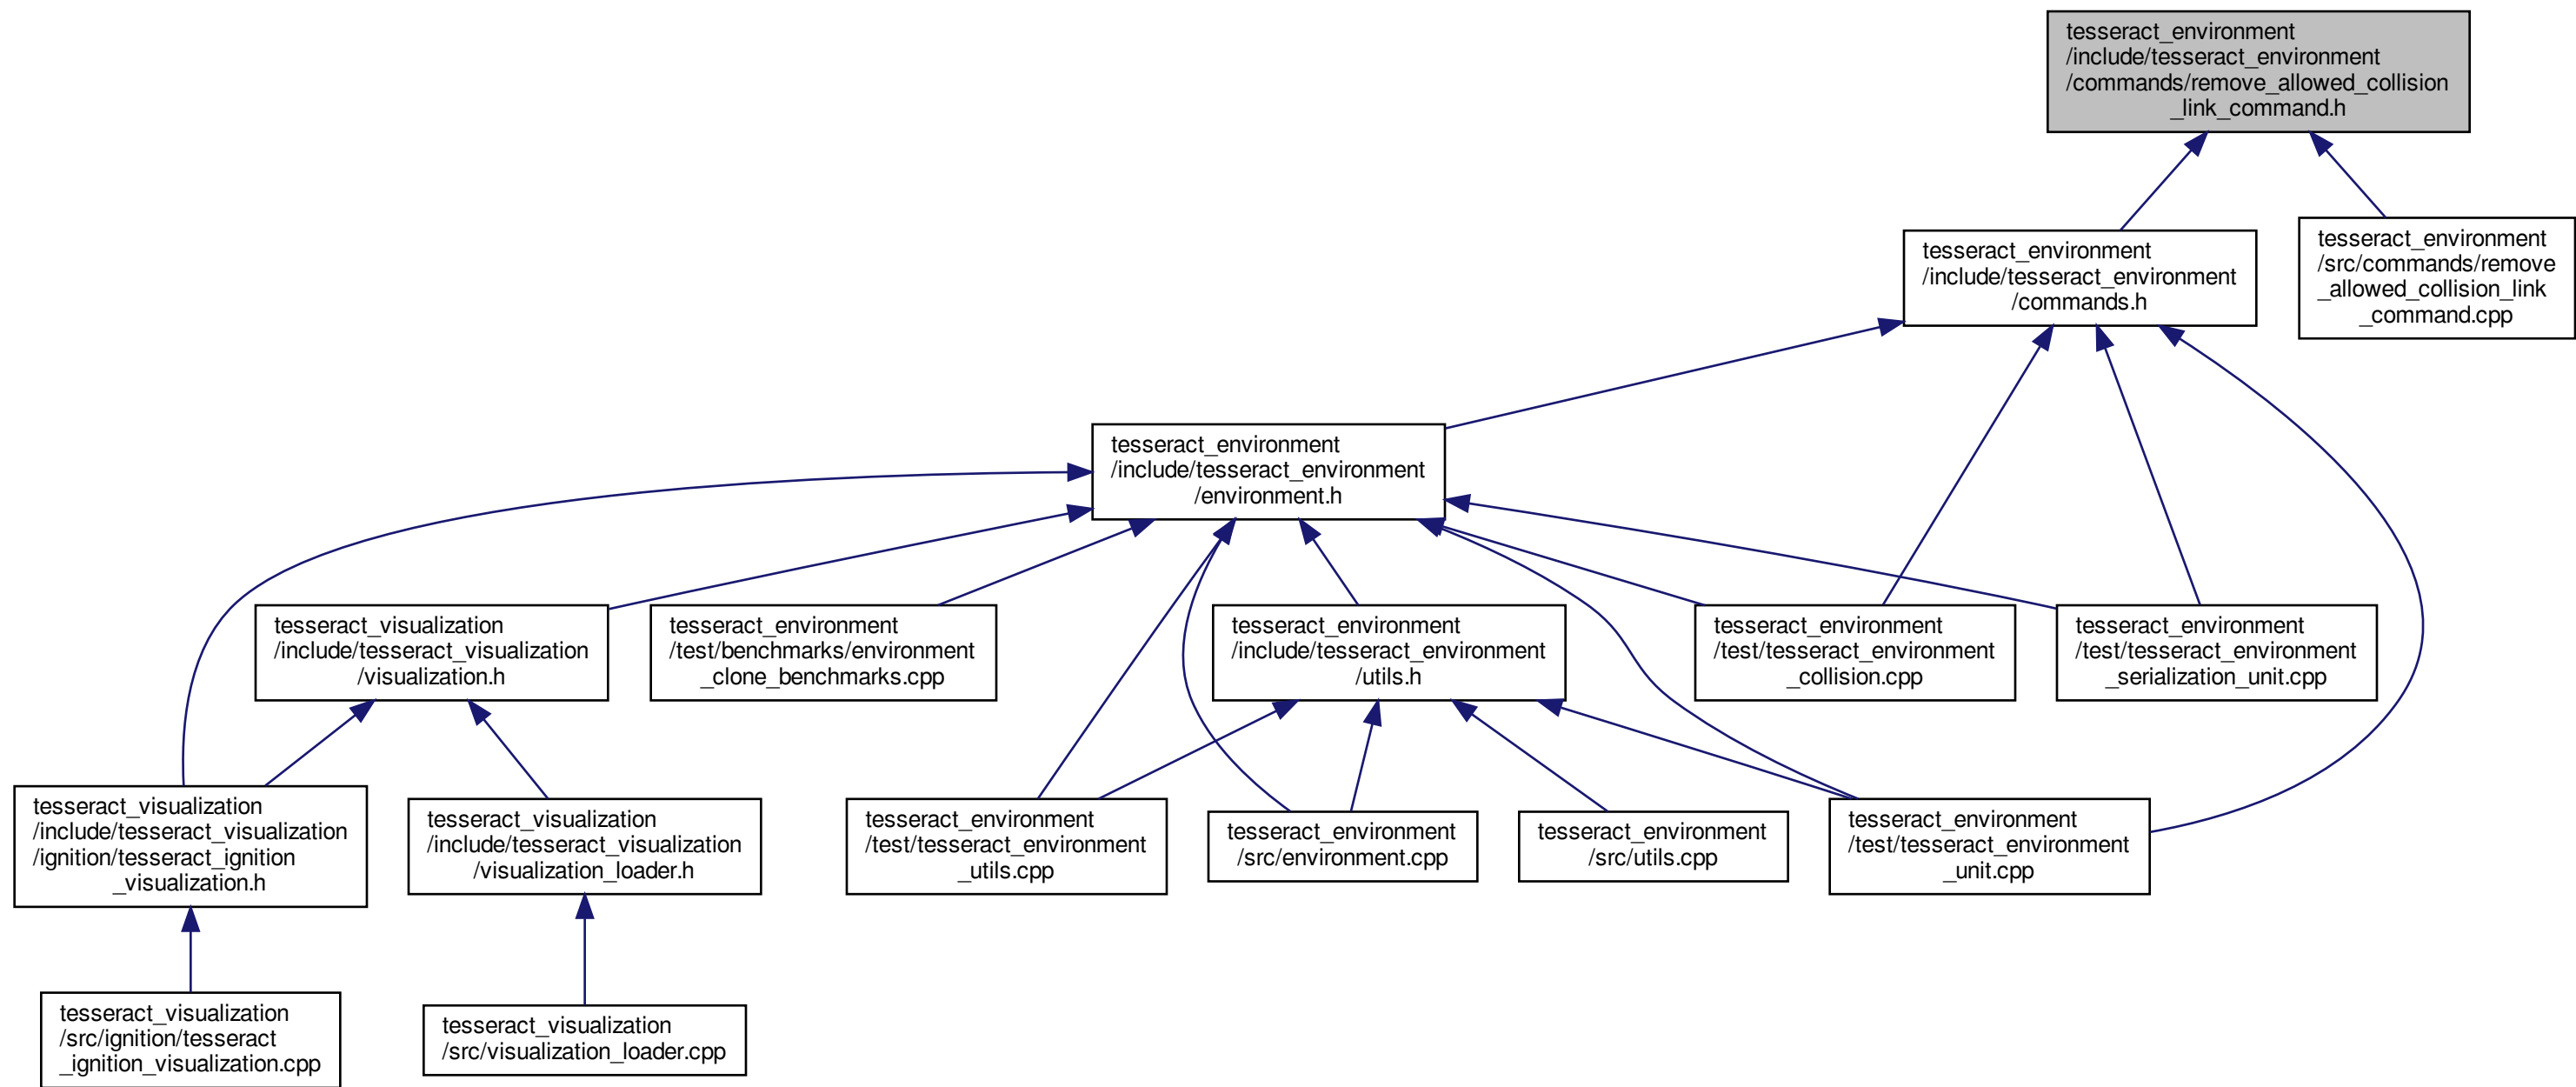 tesseract_environment
/include/tesseract_environment
/commands/remove_allowed_collision
_link_command.h
tesseract_environment
/include/tesseract_environment
/commands.h
tesseract_environment
/src/commands/remove
_allowed_collision_link
_command.cpp
tesseract_environment
/include/tesseract_environment
/environment.h
tesseract_visualization
/include/tesseract_visualization
/visualization.h
tesseract_environment
/test/benchmarks/environment
_clone_benchmarks.cpp
tesseract_environment
/include/tesseract_environment
/utils.h
tesseract_environment
/test/tesseract_environment
_collision.cpp
tesseract_environment
/test/tesseract_environment
_serialization_unit.cpp
tesseract_visualization
/include/tesseract_visualization
/ignition/tesseract_ignition
_visualization.h
tesseract_visualization
/include/tesseract_visualization
/visualization_loader.h
tesseract_environment
/test/tesseract_environment
_utils.cpp
tesseract_environment
/src/environment.cpp
tesseract_environment
/src/utils.cpp
tesseract_environment
/test/tesseract_environment
_unit.cpp
tesseract_visualization
/src/ignition/tesseract
_ignition_visualization.cpp
tesseract_visualization
/src/visualization_loader.cpp